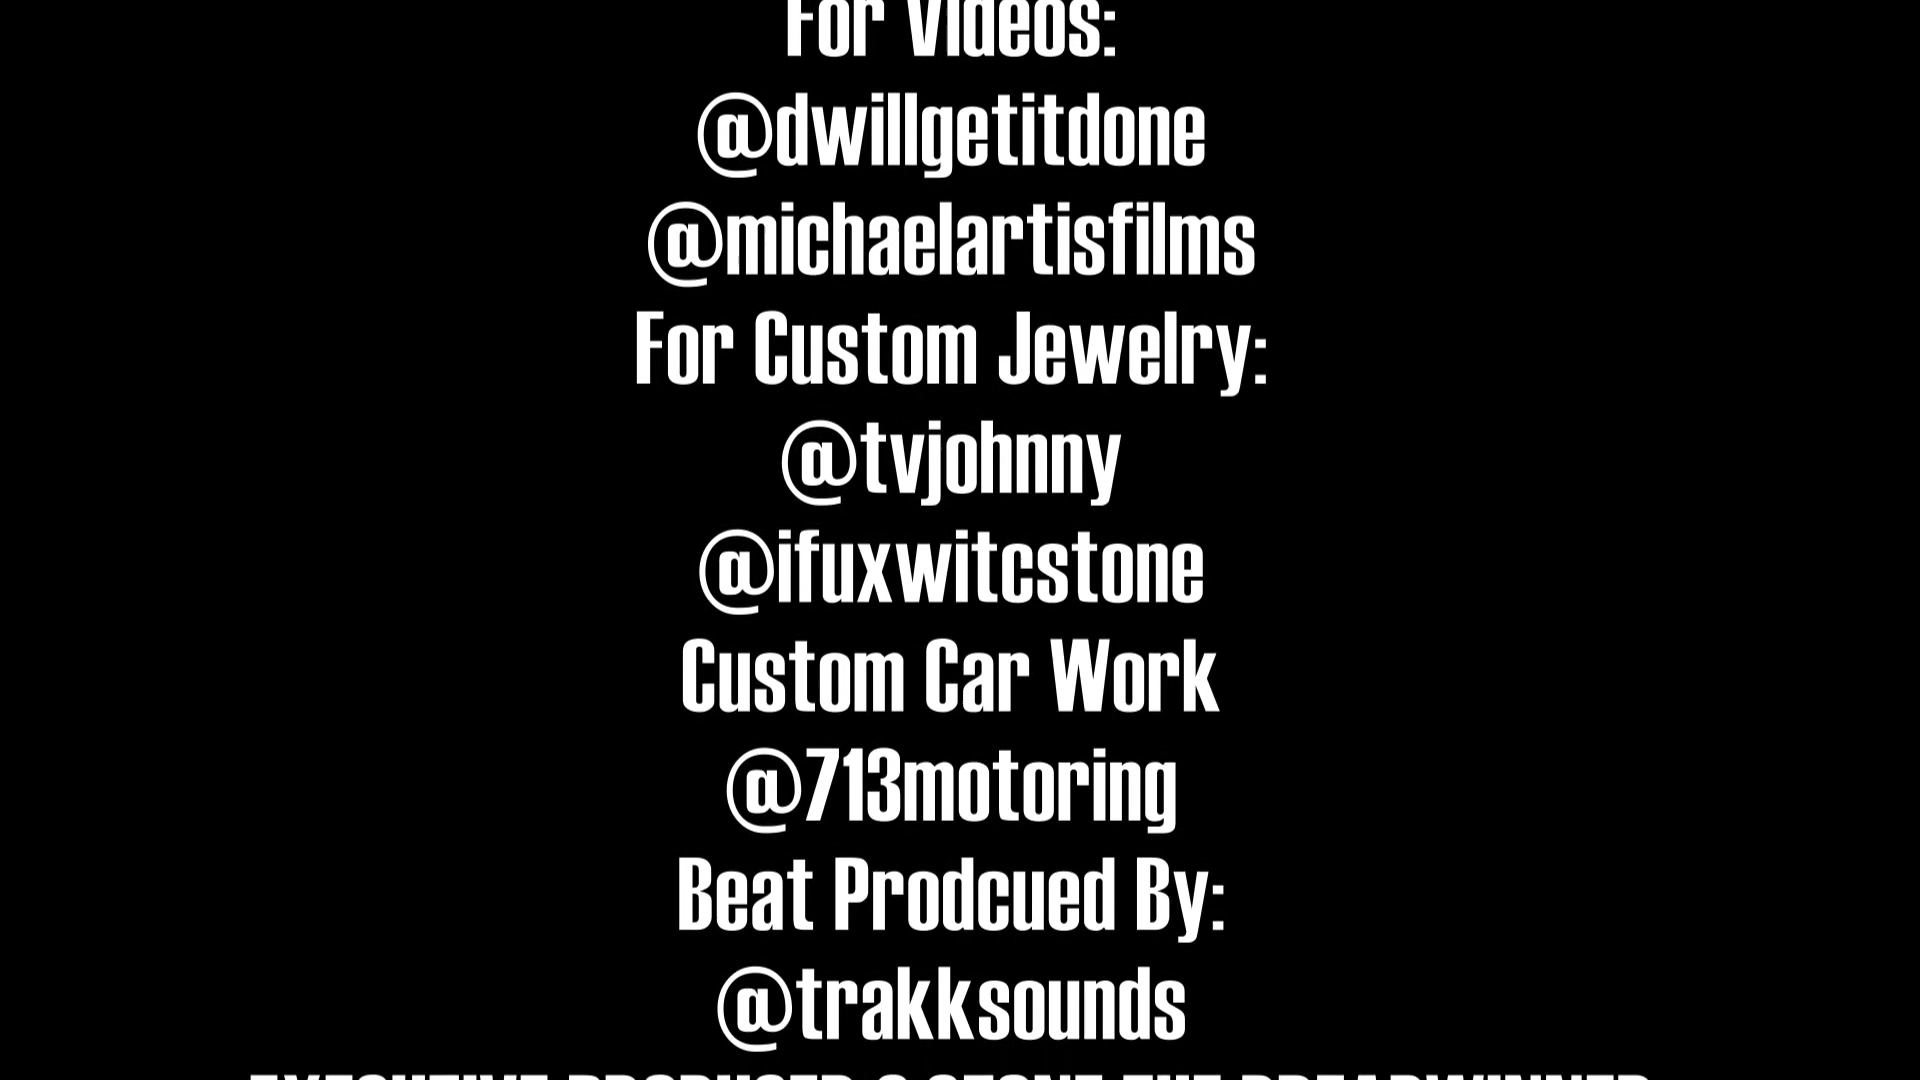 For Videos:
@dwillgetitdone
@michaelartisfilms
For Custom Jewelry:
@tvjohnny
@ifuxwitcstone
Custom Car Work
@713motoring
Beat Prodcued By:
@trakksounds